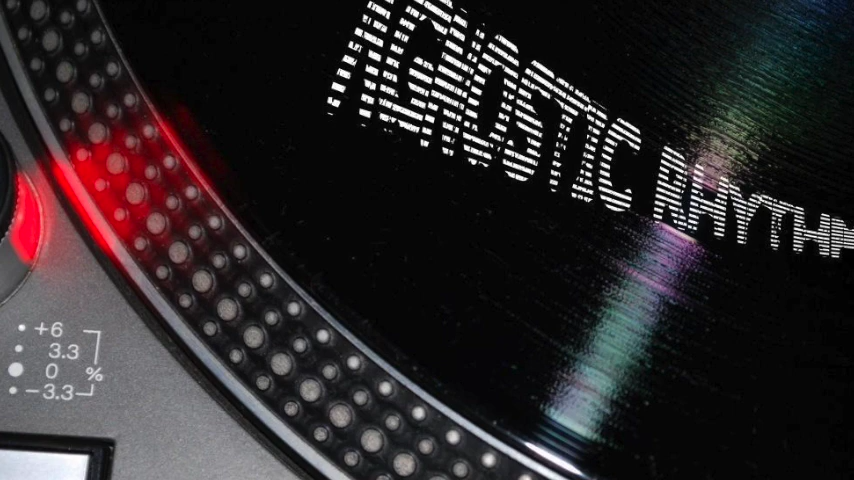 AGNOSTIC RHYTHM
+6
3.3
0 %
-3.3